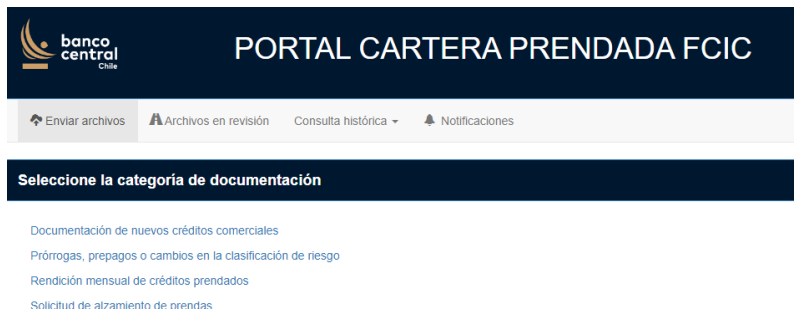 banco
central
Chile
PORTAL CARTERA PRENDADA FCIC
Enviar archivos Archivos en revisión Consulta histórica Notificaciones
Seleccione la categoría de documentación
Documentación de nuevos créditos comerciales
Prórrogas, prepagos o cambios en la clasificación de riesgo
Rendición mensual de créditos prendados
Solicitud de alzamiento de prendas